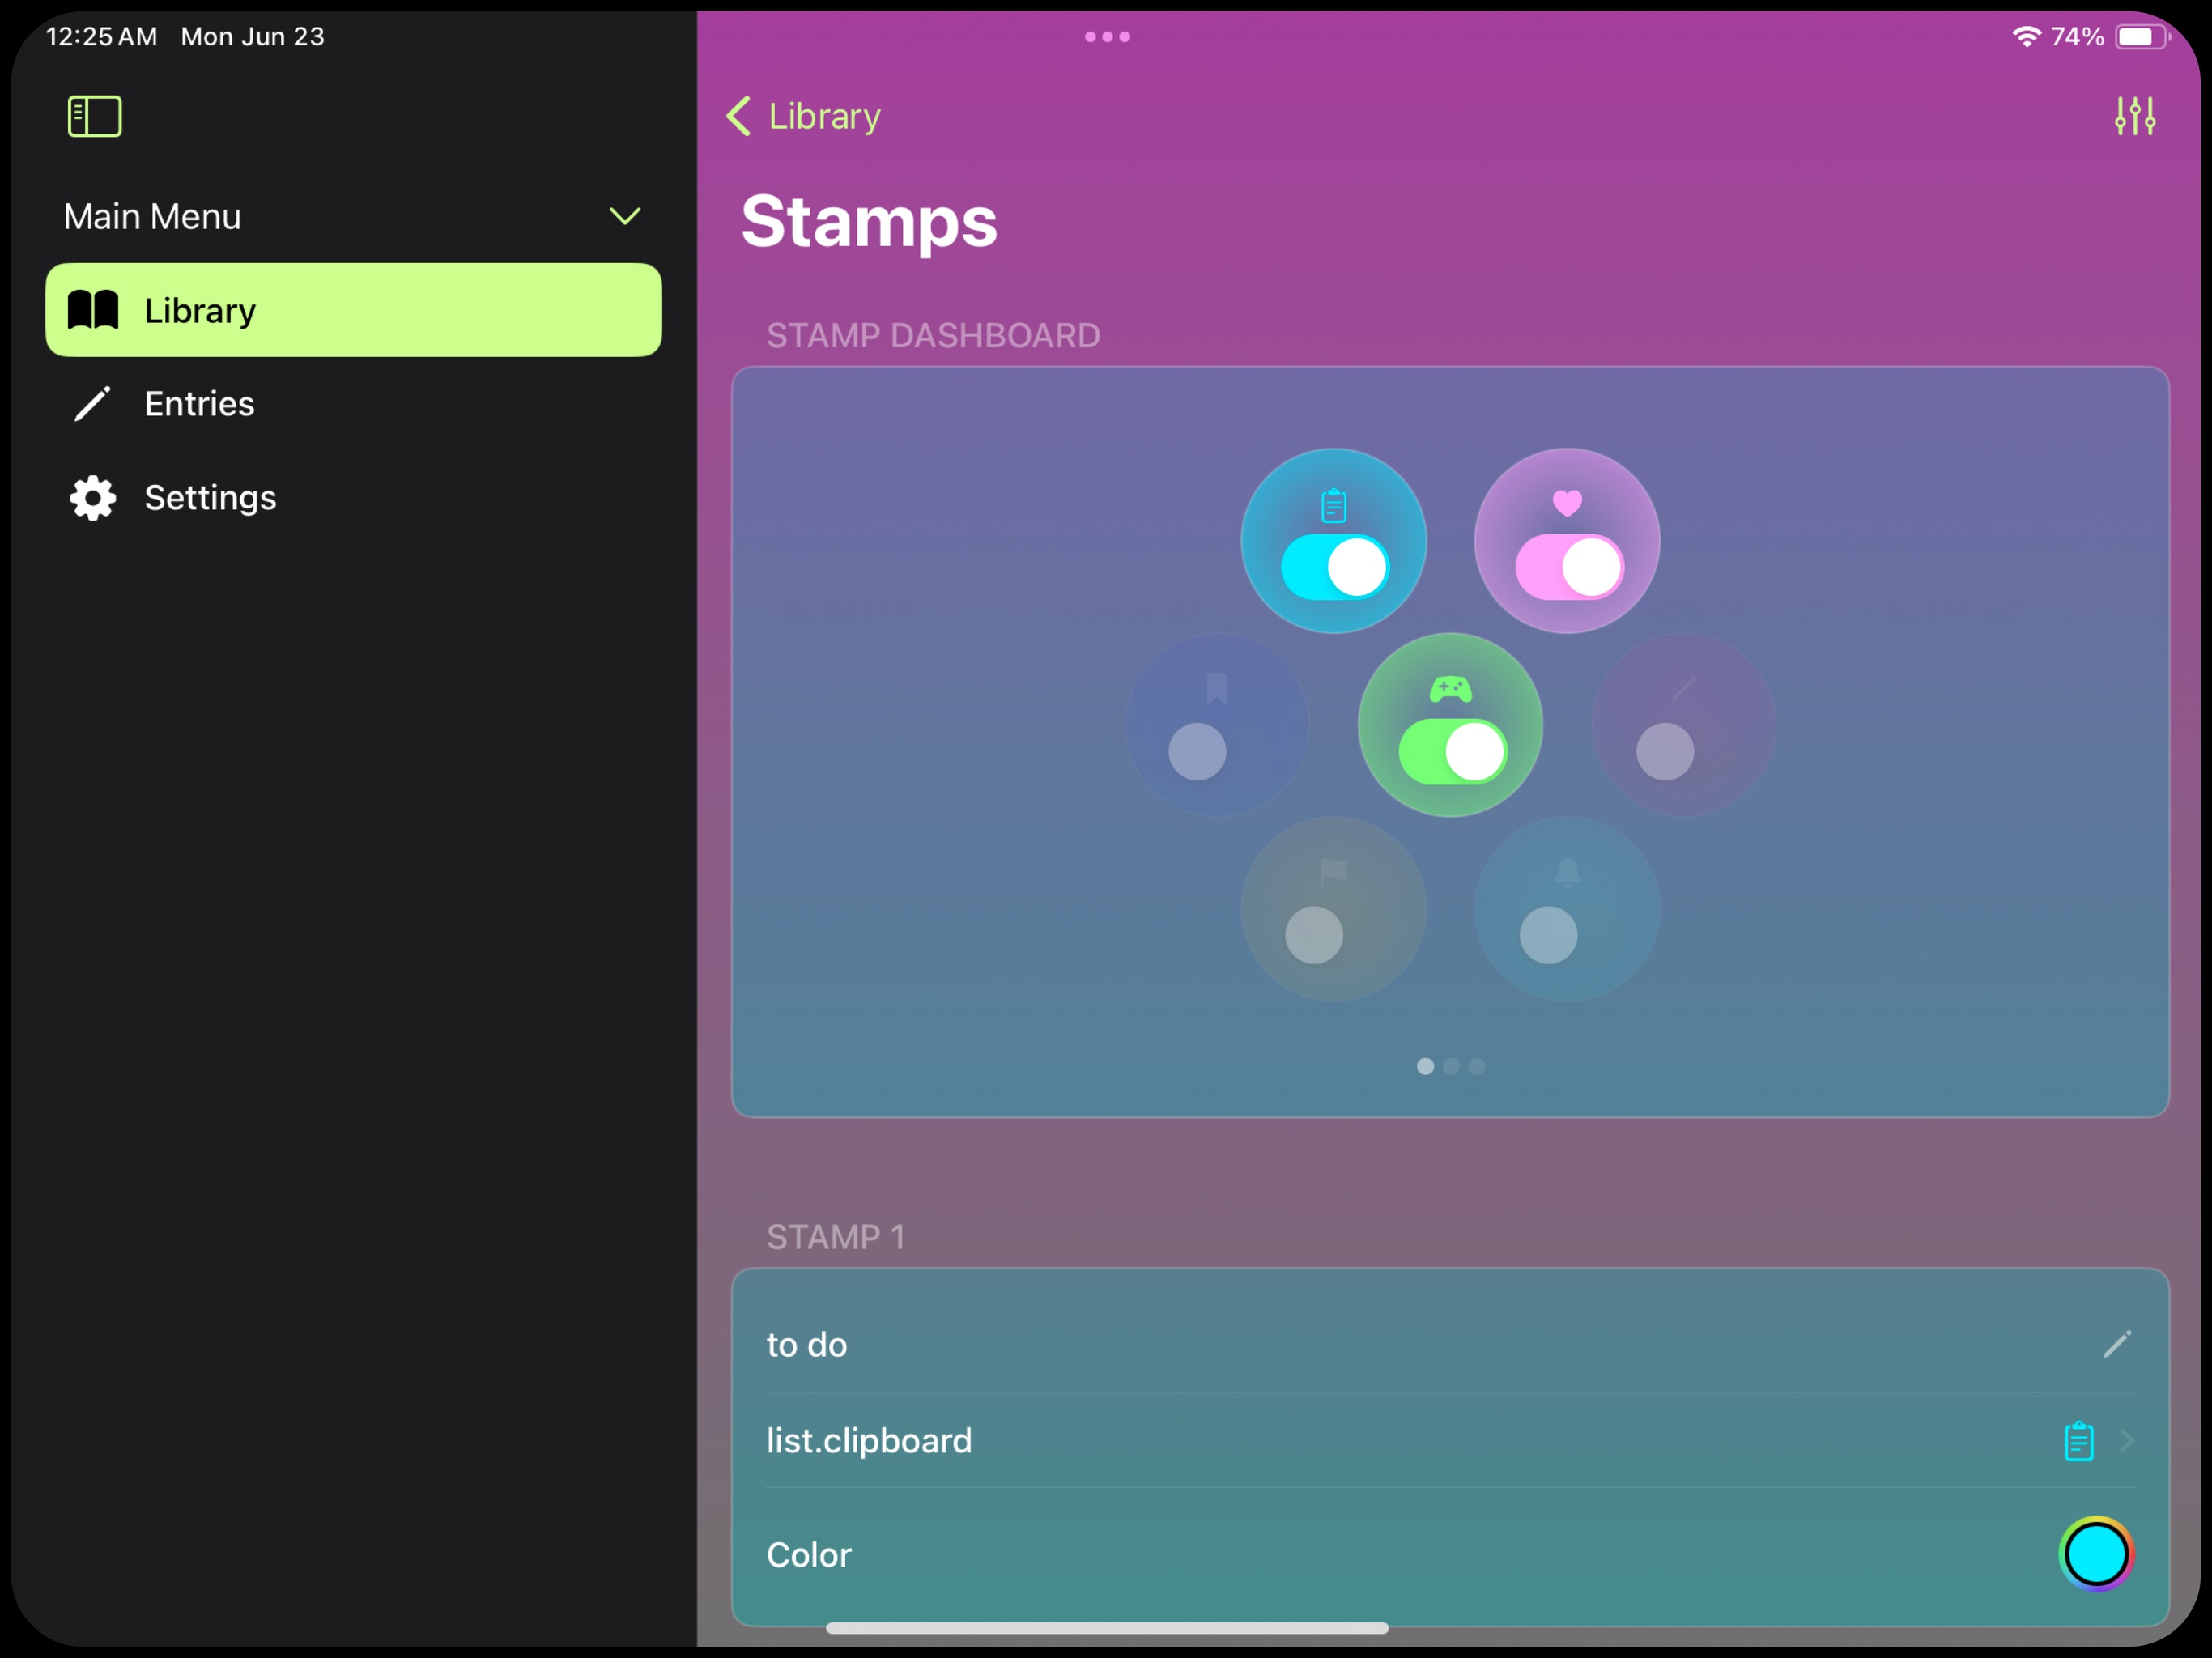 12:25 AM Mon Jun 23
74%
Library
Main Menu
Stamps
Library
STAMP DASHBOARD
Entries
Settings
STAMP 1
to do
list.clipboard
Color